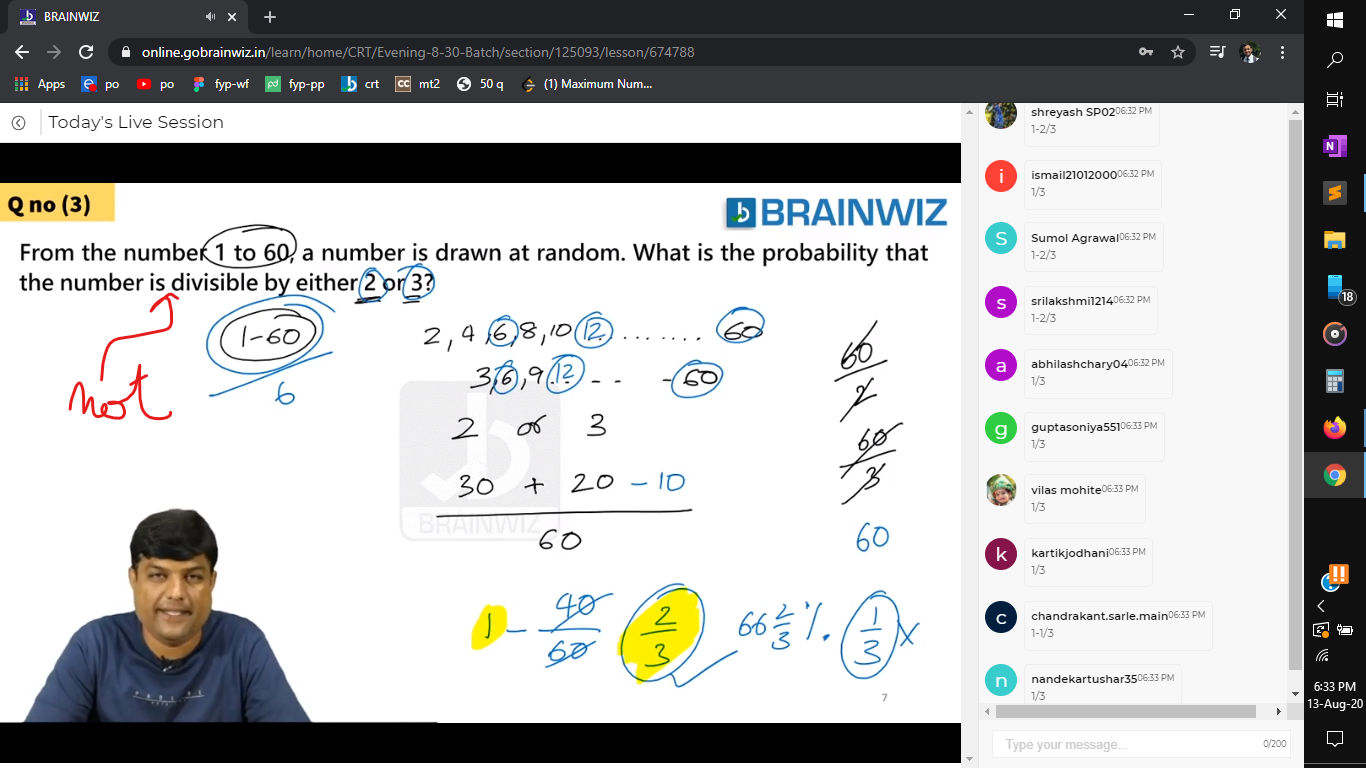 BRAINWIZ
online.gobrainwiz.in/learn/home/CRT/Evening-8-30-Batch/section/125093/lesson/674788
Apps po po fyp-wf fyp-pp crt CC mt2 50 q (1) Maximum Num...
Today's Live Session
Q no (3)
BRAINWIZ
From the number 1 to 60, a number is drawn at random. What is the probability that
the number is divisible by either 2 or 3?
not
1-60
6
2, 4, 6, 8, 10 12 ........ 60
3, 6, 9 12 .. - - - 60
2 or 3
30 + 20 - 10
60
60
2
60
3
60
BRAINWIZ
1 - 40/60 2/3 66 2/3 %. 1/3 x
7
shreyash SP02 06:32 PM
1-2/3
i
ismail21012000 06:32 PM
1/3
S
Sumol Agrawal 06:32 PM
1-2/3
s
srilakshmi1214 06:32 PM
1-2/3
a
abhilashchary04 06:32 PM
1/3
g
guptasoniya551 06:33 PM
1/3
vilas mohite 06:33 PM
1/3
k
kartikjodhani 06:33 PM
1/3
c
chandrakant.sarle.main 06:33 PM
1-1/3
n
nandekartushar35 06:33 PM
1/3
Type your message... 0/200
N
18
6:33 PM
13-Aug-20